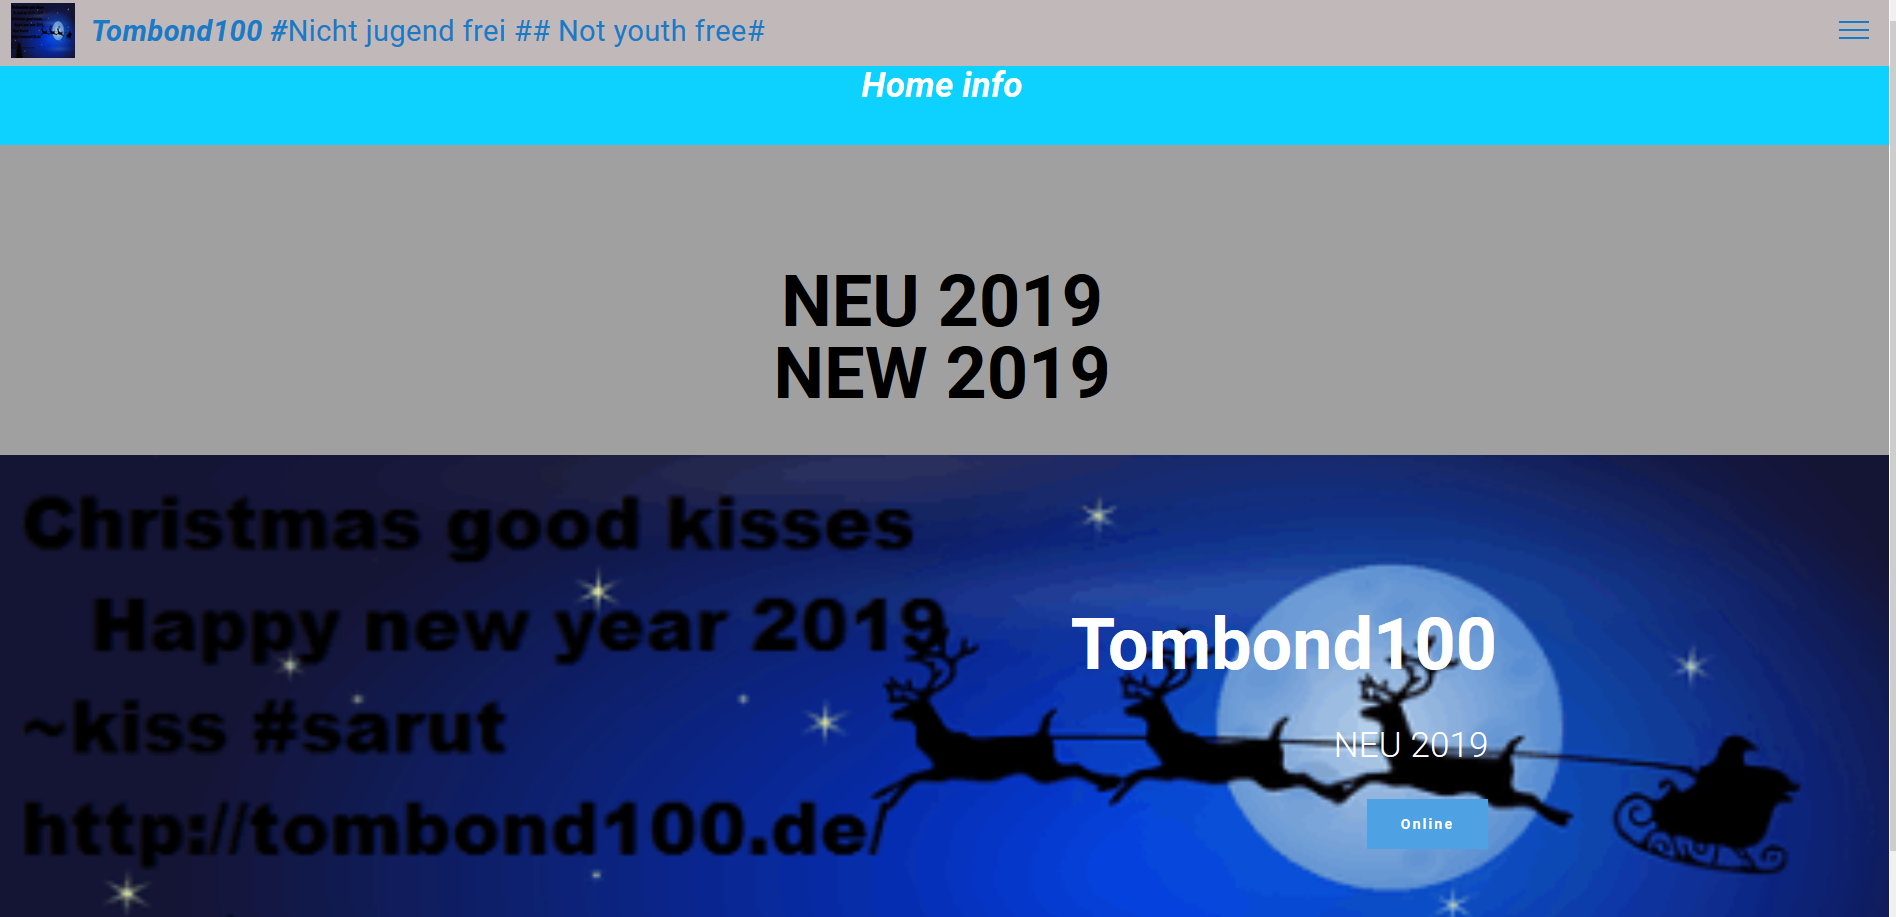 Tombond100 #Nicht jugend frei ## Not youth free#
Home info
NEU 2019
NEW 2019
Christmas good kisses
Happy new year 2019
~kiss #sarut
http://tombond100.de/
Tombond100
NEU 2019
Online